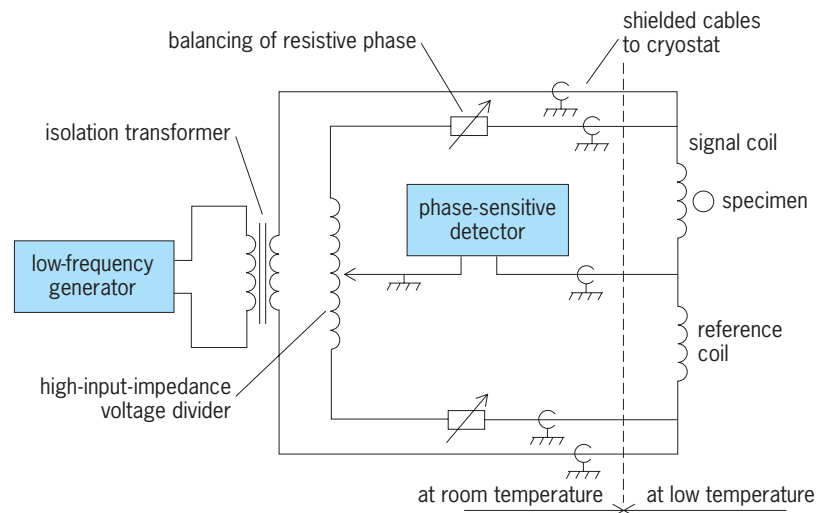 shielded cables
to cryostat
balancing of resistive phase
isolation transformer
signal coil
specimen
phase-sensitive
detector
low-frequency
generator
reference
coil
high-input-impedance
voltage divider
at room temperature
at low temperature